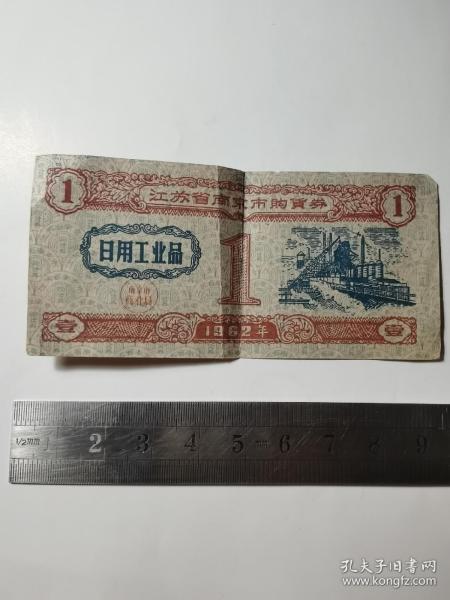 江苏省南京市购货券
1
1
日用工业品
1
南京市
商业局
壹
1962年
壹
1/2mm 1 2 3 4 5 6 7 8 9
孔夫子旧书网
www.kongfz.com